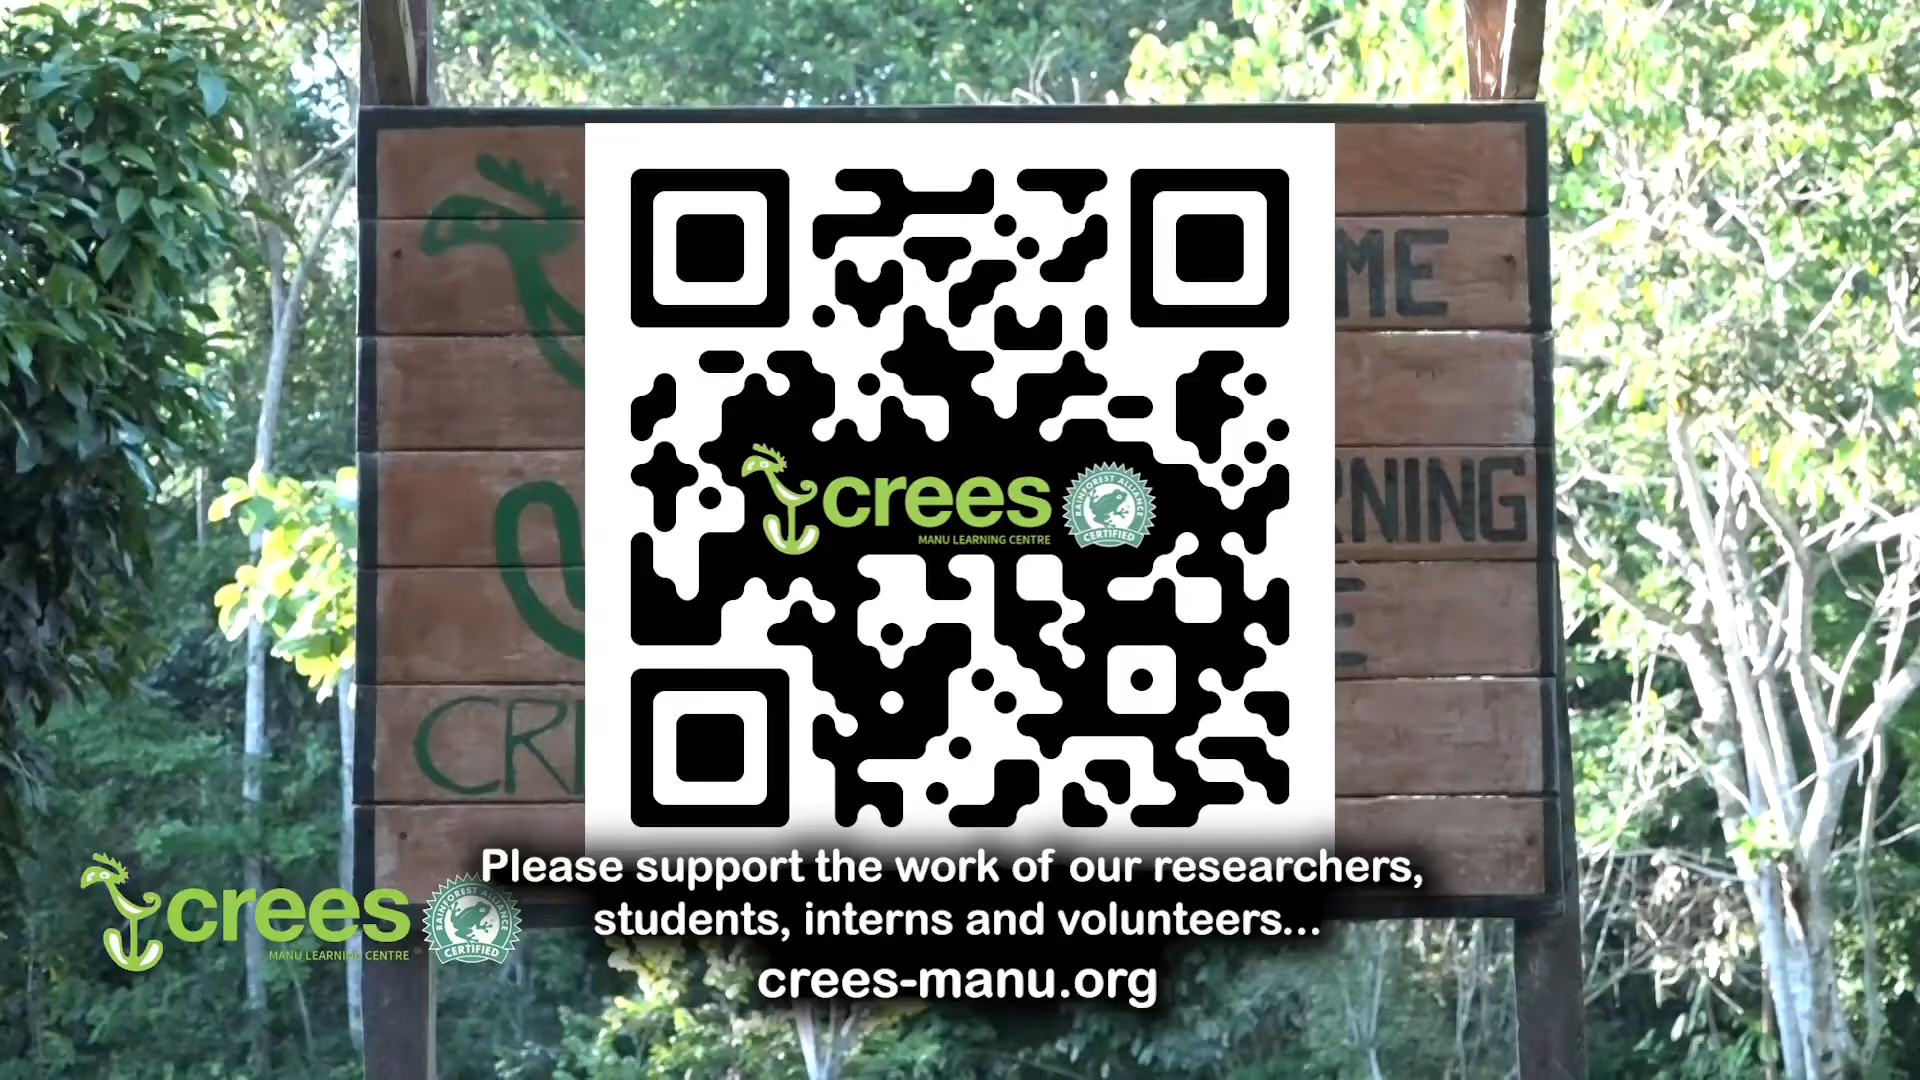 ME
RNING
E
CRE
crees
MANU LEARNING CENTRE
RAINFOREST ALLIANCE
CERTIFIED
Please support the work of our researchers,
students, interns and volunteers...
crees-manu.org
crees
MANU LEARNING CENTRE
RAINFOREST ALLIANCE
CERTIFIED